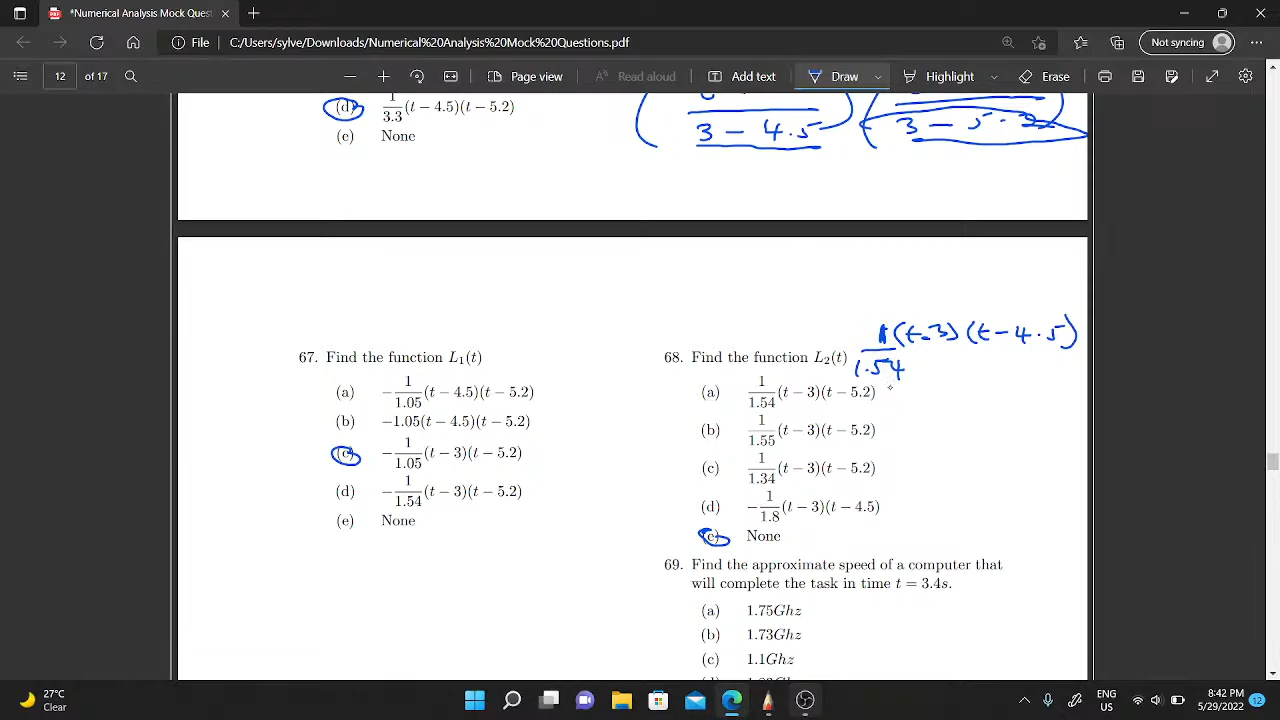 *Numerical Analysis Mock Quest
File
C:/Users/sylve/Downloads/Numerical%20Analysis%20Mock%20Questions.pdf
Not syncing
12 of 17
Page view
Read aloud
Add text
Draw
Highlight
Erase
(d) 1/3.3 (t − 4.5)(t − 5.2)
(e) None
3 − 4.5
3 − 5.2
67. Find the function L₁(t)
(a) −1/1.05 (t − 4.5)(t − 5.2)
(b) −1.05(t − 4.5)(t − 5.2)
(c) −1/1.05 (t − 3)(t − 5.2)
(d) −1/1.54 (t − 3)(t − 5.2)
(e) None
1/1.54 (t-3)(t-4.5)
68. Find the function L₂(t)
(a) 1/1.54 (t − 3)(t − 5.2)
(b) 1/1.55 (t − 3)(t − 5.2)
(c) 1/1.34 (t − 3)(t − 5.2)
(d) −1/1.8 (t − 3)(t − 4.5)
(e) None
69. Find the approximate speed of a computer that
will complete the task in time t = 3.4s.
(a) 1.75Ghz
(b) 1.73Ghz
(c) 1.1Ghz
27°C
Clear
ENG
US
8:42 PM
5/29/2022
12